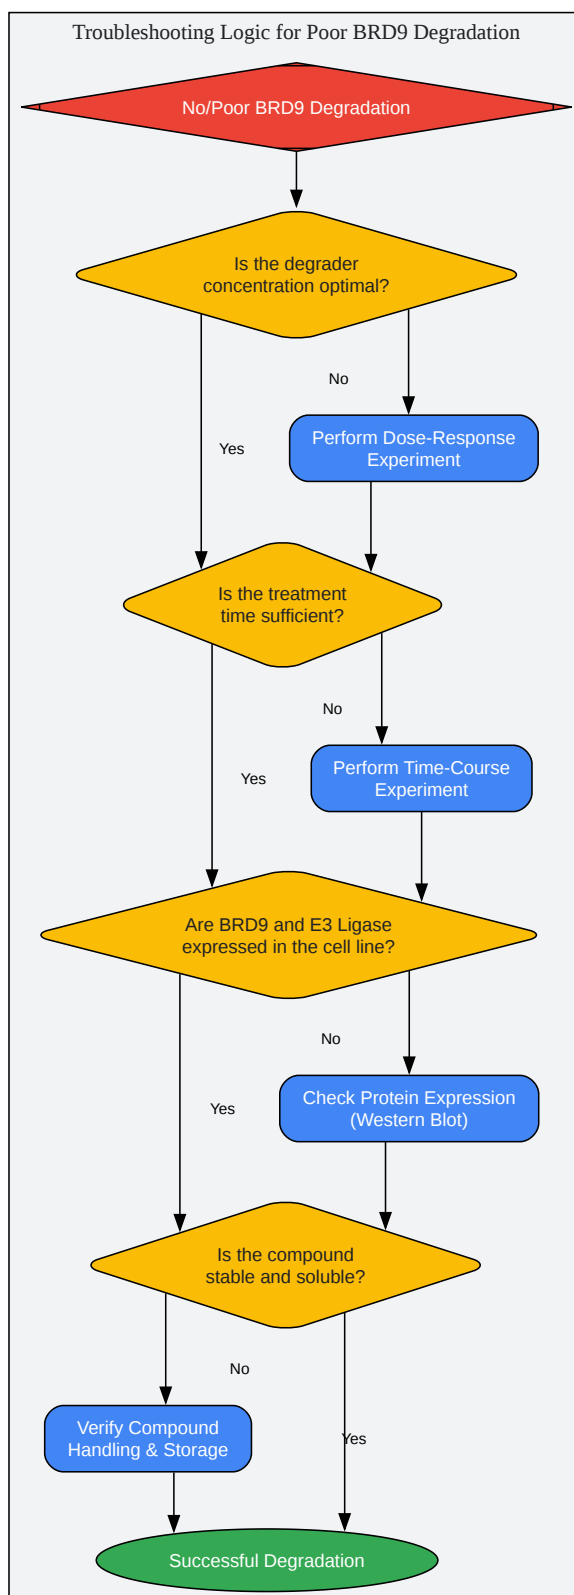 Troubleshooting Logic for Poor BRD9 Degradation
No/Poor BRD9 Degradation
Is the degrader
concentration optimal?
No
Perform Dose-Response
Experiment
Yes
Is the treatment
time sufficient?
No
Perform Time-Course
Experiment
Yes
Are BRD9 and E3 Ligase
expressed in the cell line?
No
Check Protein Expression
(Western Blot)
Yes
Is the compound
stable and soluble?
No
Verify Compound
Handling & Storage
Yes
Successful Degradation